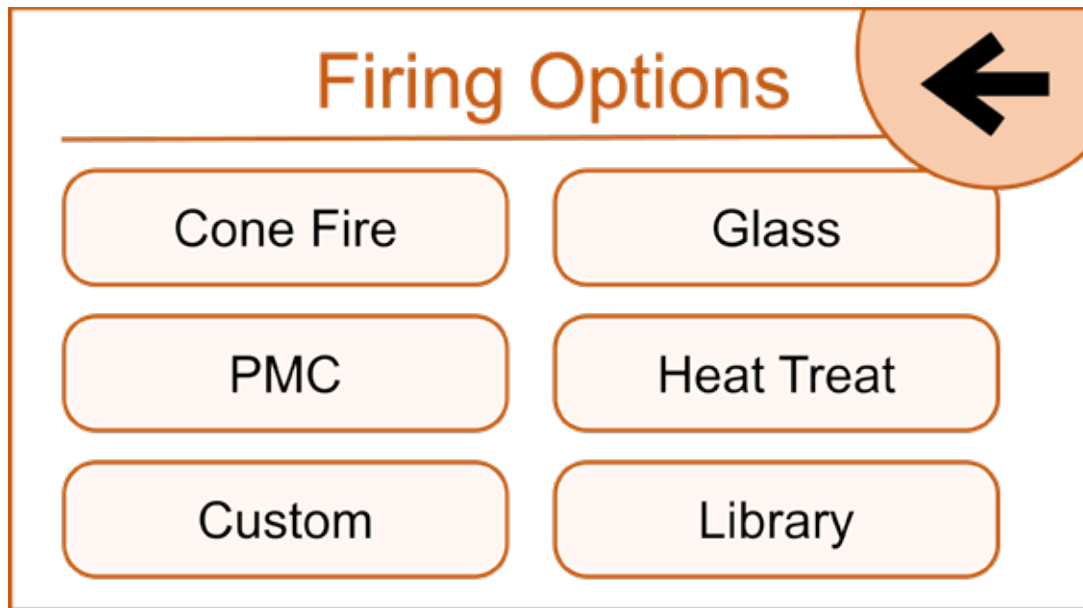 Firing Options
Cone Fire
Glass
PMC
Heat Treat
Custom
Library